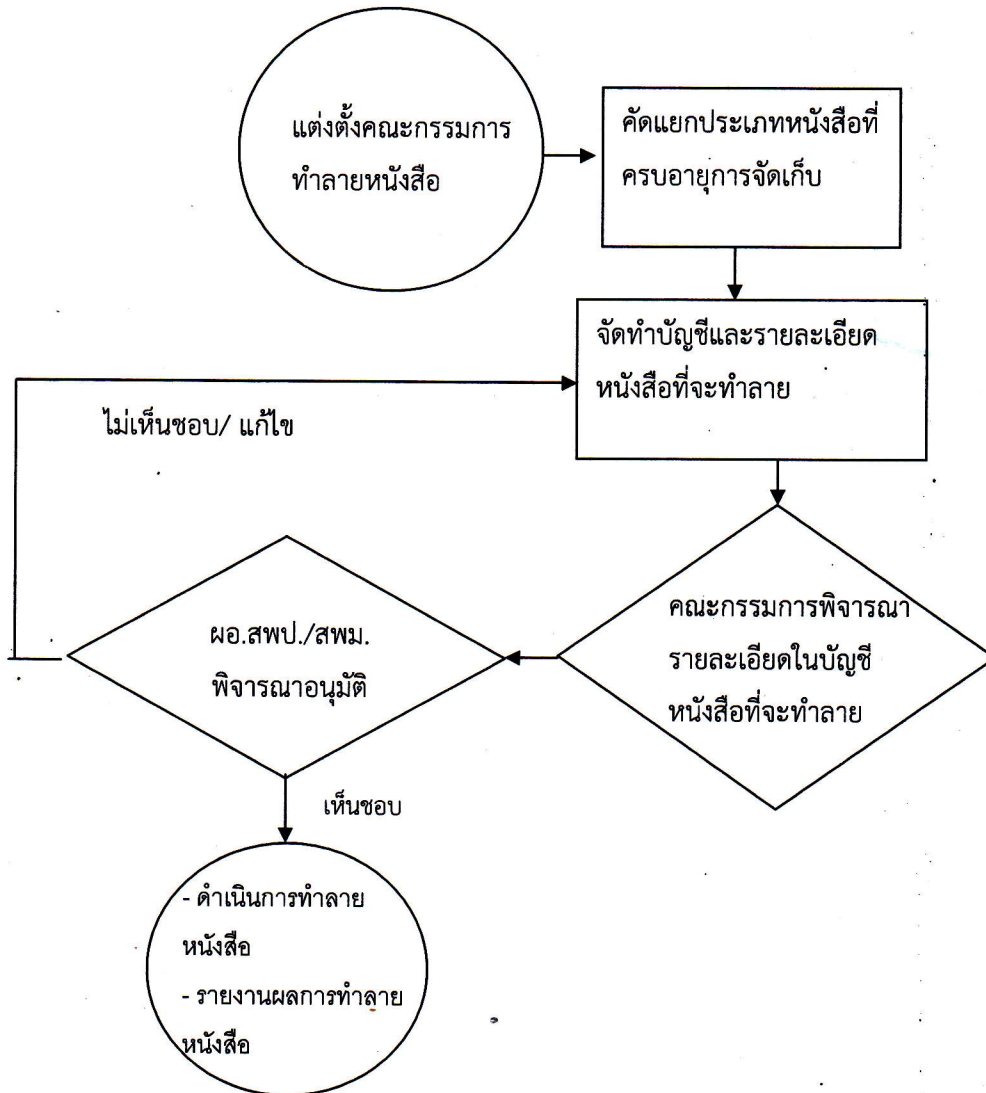 แต่งตั้งคณะกรรมการ
ทำลายหนังสือ
คัดแยกประเภทหนังสือที่
ครบอายุการจัดเก็บ
จัดทำบัญชีและรายละเอียด
หนังสือที่จะทำลาย
ไม่เห็นชอบ/ แก้ไข
คณะกรรมการพิจารณา
รายละเอียดในบัญชี
หนังสือที่จะทำลาย
ผอ.สพป./สพม.
พิจารณาอนุมัติ
เห็นชอบ
- ดำเนินการทำลาย
หนังสือ
- รายงานผลการทำลาย
หนังสือ